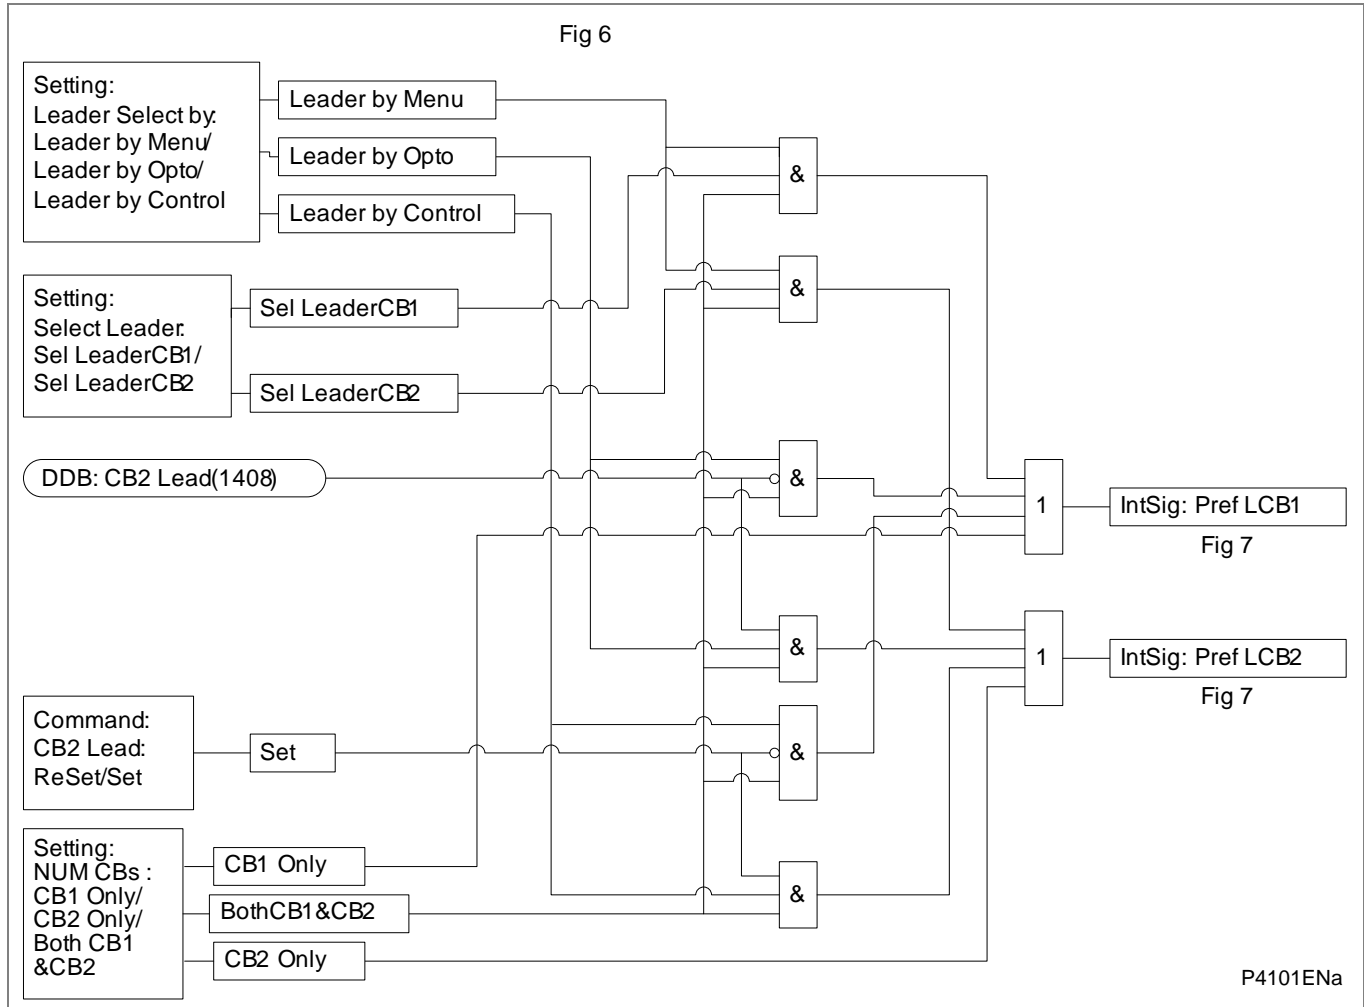 Fig 6
Setting:
Leader Select by:
Leader by Menu/
Leader by Opto/
Leader by Control
Leader by Menu
Leader by Opto
Leader by Control
Setting:
Select Leader:
Sel LeaderCB1/
Sel LeaderCB2
Sel LeaderCB1
Sel LeaderCB2
DDB: CB2 Lead(1408)
Command:
CB2 Lead:
ReSet/Set
Set
Setting:
NUM CBs :
CB1 Only/
CB2 Only/
Both CB1
&CB2
CB1 Only
BothCB1&CB2
CB2 Only
&
&
&
&
&
&
1
1
IntSig: Pref LCB1
Fig 7
IntSig: Pref LCB2
Fig 7
P4101ENa